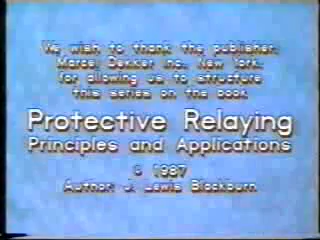 We wish to thank the publisher,
Marcel Dekker Inc., New York,
for allowing us to structure
this series on the book
Protective Relaying
Principles and Applications
© 1987
Author: J. Lewis Blackburn